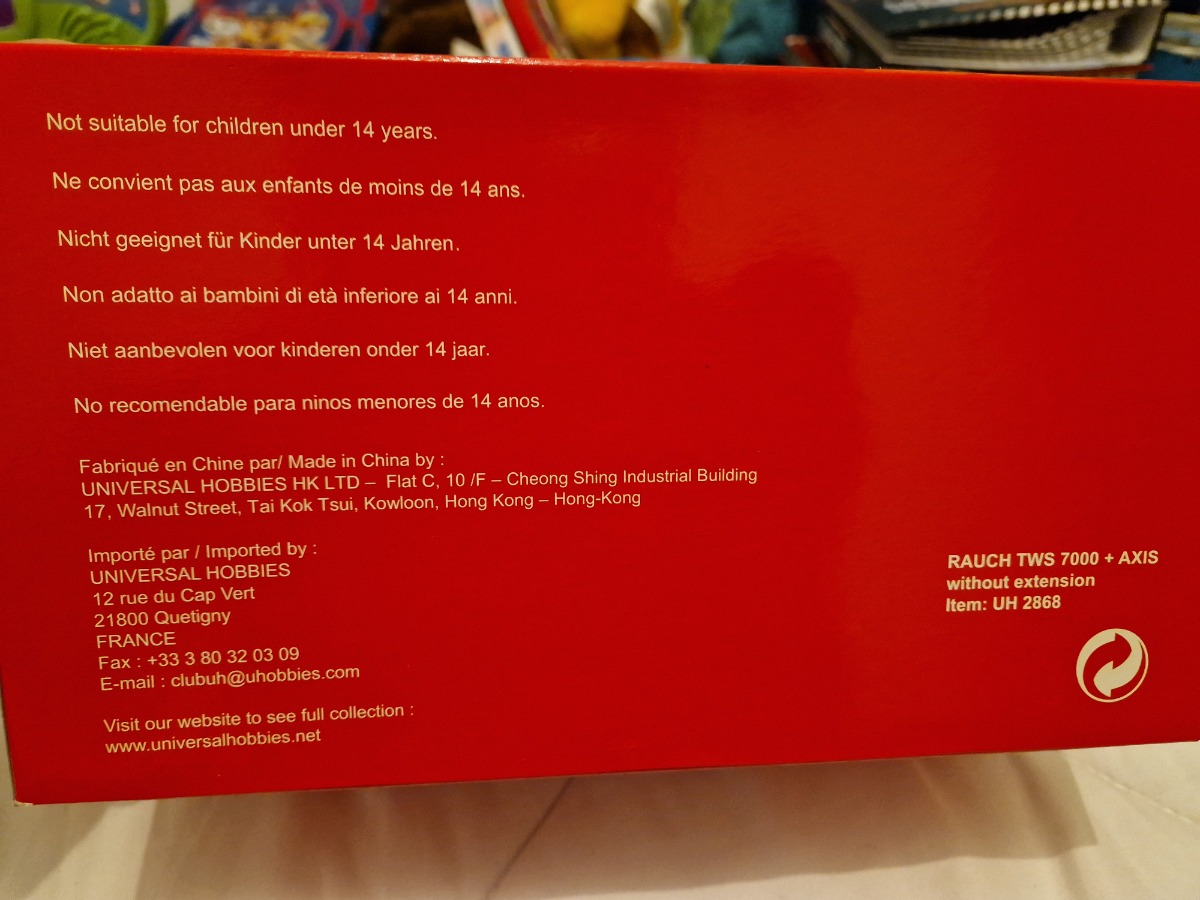 Not suitable for children under 14 years.
Ne convient pas aux enfants de moins de 14 ans.
Nicht geeignet für Kinder unter 14 Jahren.
Non adatto ai bambini di età inferiore ai 14 anni.
Niet aanbevolen voor kinderen onder 14 jaar.
No recomendable para ninos menores de 14 anos.
Fabriqué en Chine par/ Made in China by :
UNIVERSAL HOBBIES HK LTD – Flat C, 10 /F – Cheong Shing Industrial Building
17, Walnut Street, Tai Kok Tsui, Kowloon, Hong Kong – Hong-Kong
Importé par / Imported by :
UNIVERSAL HOBBIES
12 rue du Cap Vert
21800 Quetigny
FRANCE
Fax : +33 3 80 32 03 09
E-mail : clubuh@uhobbies.com
Visit our website to see full collection :
www.universalhobbies.net
RAUCH TWS 7000 + AXIS
without extension
Item: UH 2868